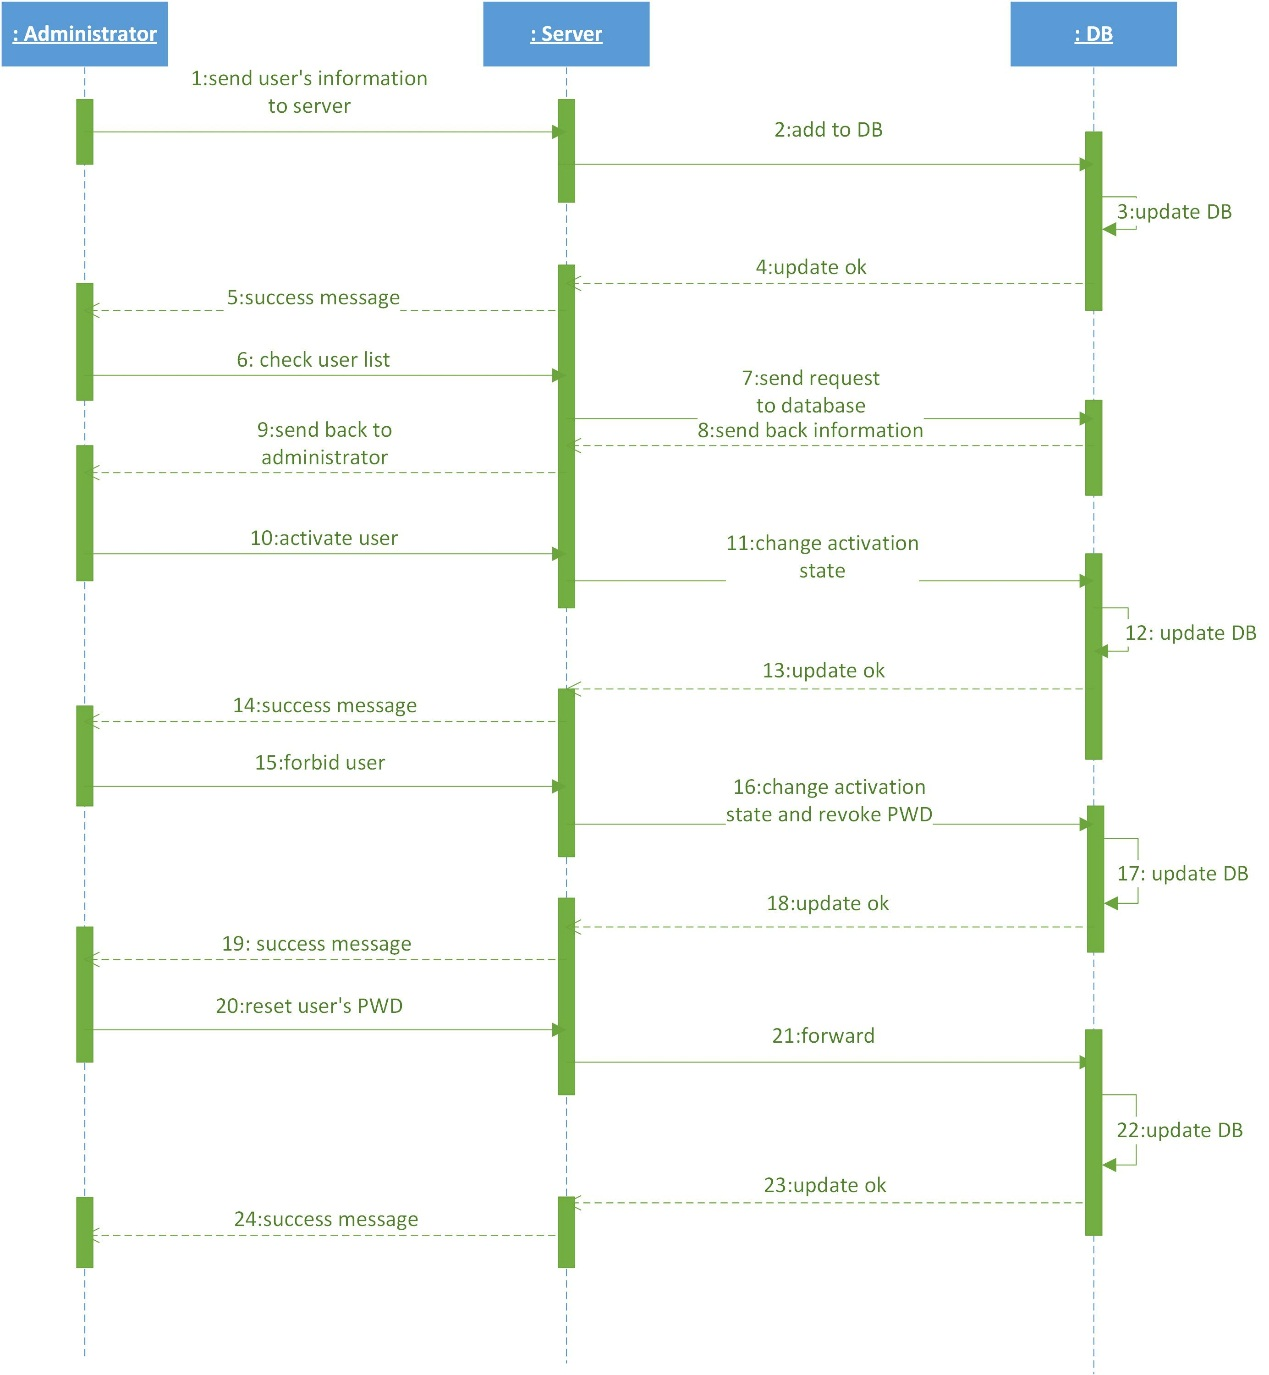 : Administrator
: Server
: DB
1:send user's information
to server
2:add to DB
3:update DB
4:update ok
5:success message
6: check user list
7:send request
to database
8:send back information
9:send back to
administrator
10:activate user
11:change activation
state
12: update DB
13:update ok
14:success message
15:forbid user
16:change activation
state and revoke PWD
17: update DB
18:update ok
19: success message
20:reset user's PWD
21:forward
22:update DB
23:update ok
24:success message